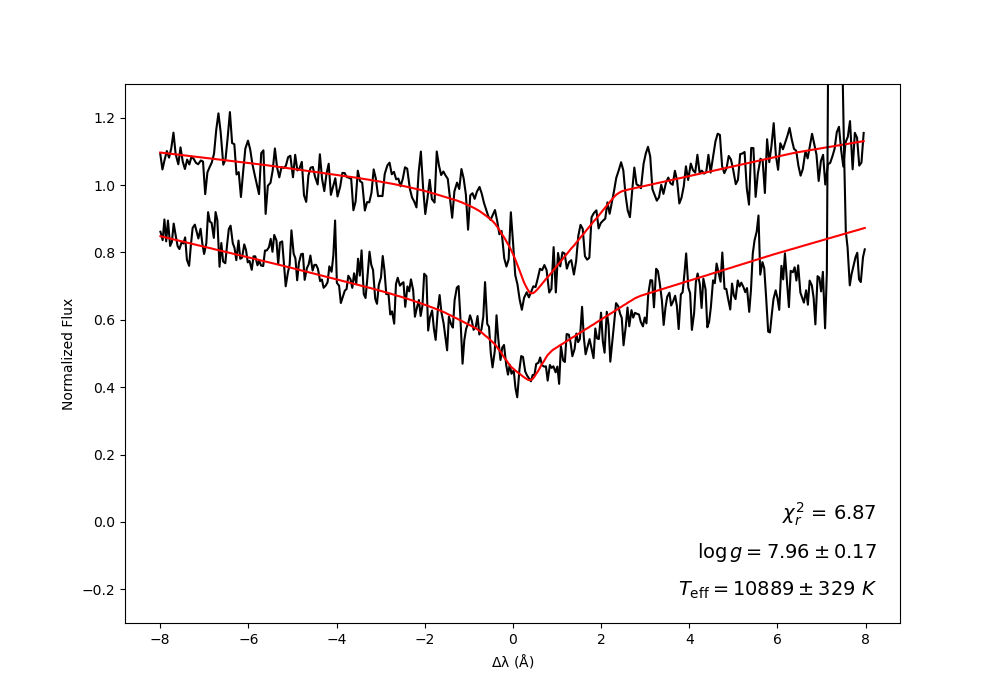 1.2
1.0
0.8
0.6
0.4
0.2
0.0
−0.2
Normalized Flux
χ²ᵣ = 6.87
log g = 7.96 ± 0.17
T_eff = 10889 ± 329 K
−8 −6 −4 −2 0 2 4 6 8
Δλ (Å)